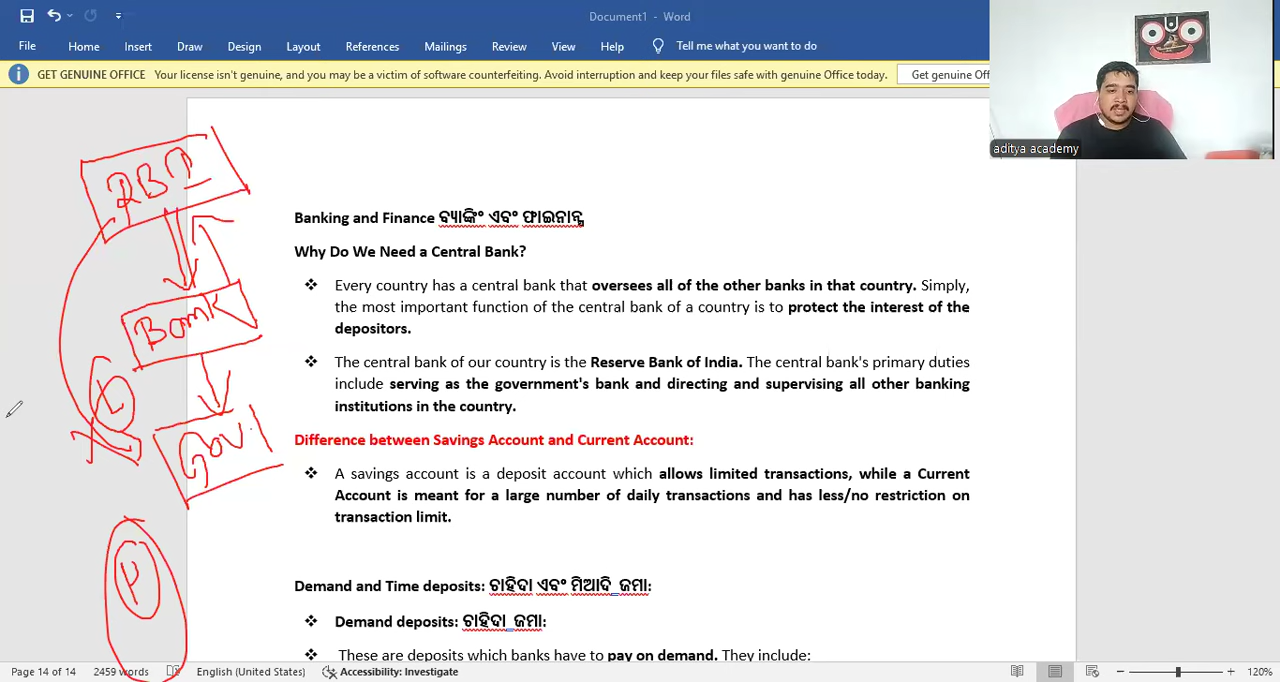 Document1 - Word
File Home Insert Draw Design Layout References Mailings Review View Help Tell me what you want to do
GET GENUINE OFFICE Your license isn't genuine, and you may be a victim of software counterfeiting. Avoid interruption and keep your files safe with genuine Office today. Get genuine Off
aditya academy
RBI
Bank
Govt
L
P
Banking and Finance ବ୍ୟାଙ୍କିଂ ଏବଂ ଫାଇନାନ୍ସ
Why Do We Need a Central Bank?
❖ Every country has a central bank that oversees all of the other banks in that country. Simply,
the most important function of the central bank of a country is to protect the interest of the
depositors.
❖ The central bank of our country is the Reserve Bank of India. The central bank's primary duties
include serving as the government's bank and directing and supervising all other banking
institutions in the country.
Difference between Savings Account and Current Account:
❖ A savings account is a deposit account which allows limited transactions, while a Current
Account is meant for a large number of daily transactions and has less/no restriction on
transaction limit.
Demand and Time deposits: ଚାହିଦା ଏବଂ ମିଆଦି ଜମା:
❖ Demand deposits: ଚାହିଦା ଜମା:
❖ These are deposits which banks have to pay on demand. They include:
Page 14 of 14 2459 words English (United States) Accessibility: Investigate 120%